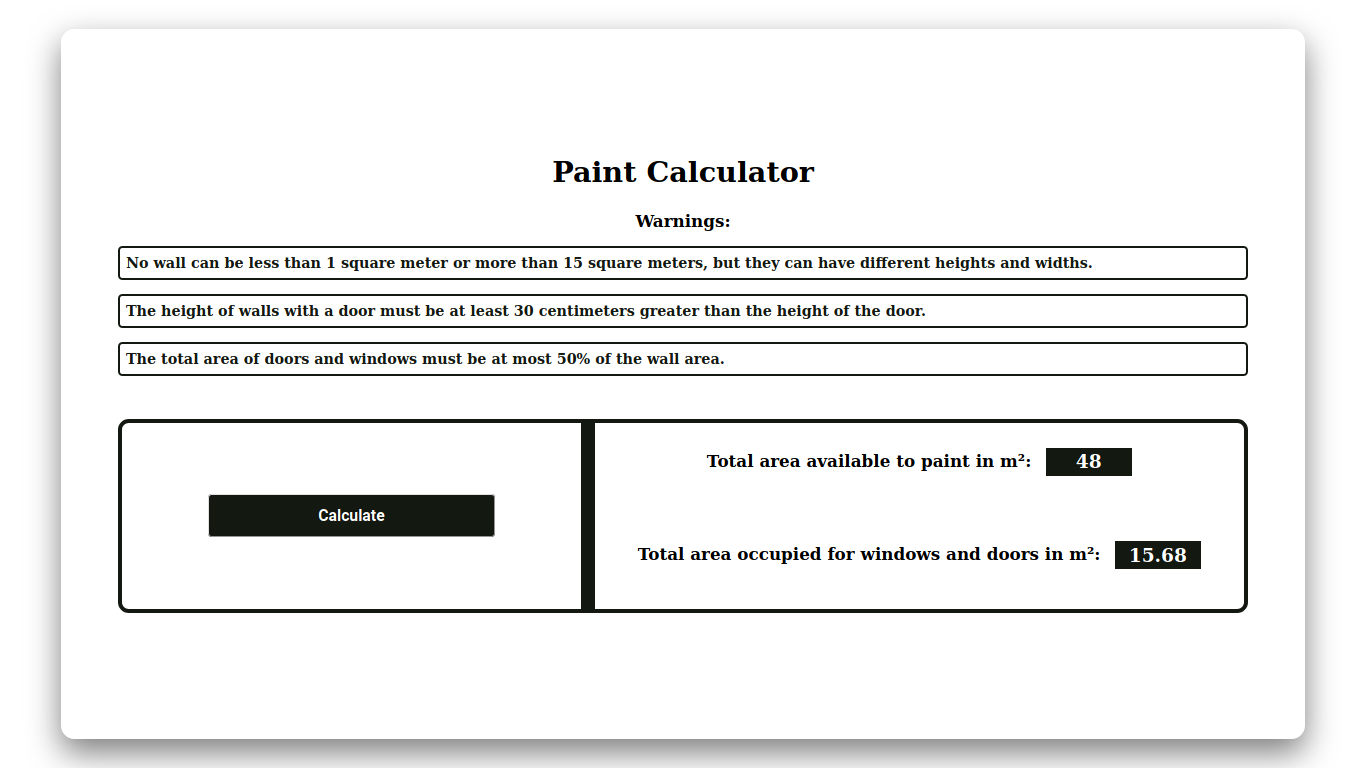 Paint Calculator
Warnings:
No wall can be less than 1 square meter or more than 15 square meters, but they can have different heights and widths.
The height of walls with a door must be at least 30 centimeters greater than the height of the door.
The total area of doors and windows must be at most 50% of the wall area.
Calculate
Total area available to paint in m²: 48
Total area occupied for windows and doors in m²: 15.68